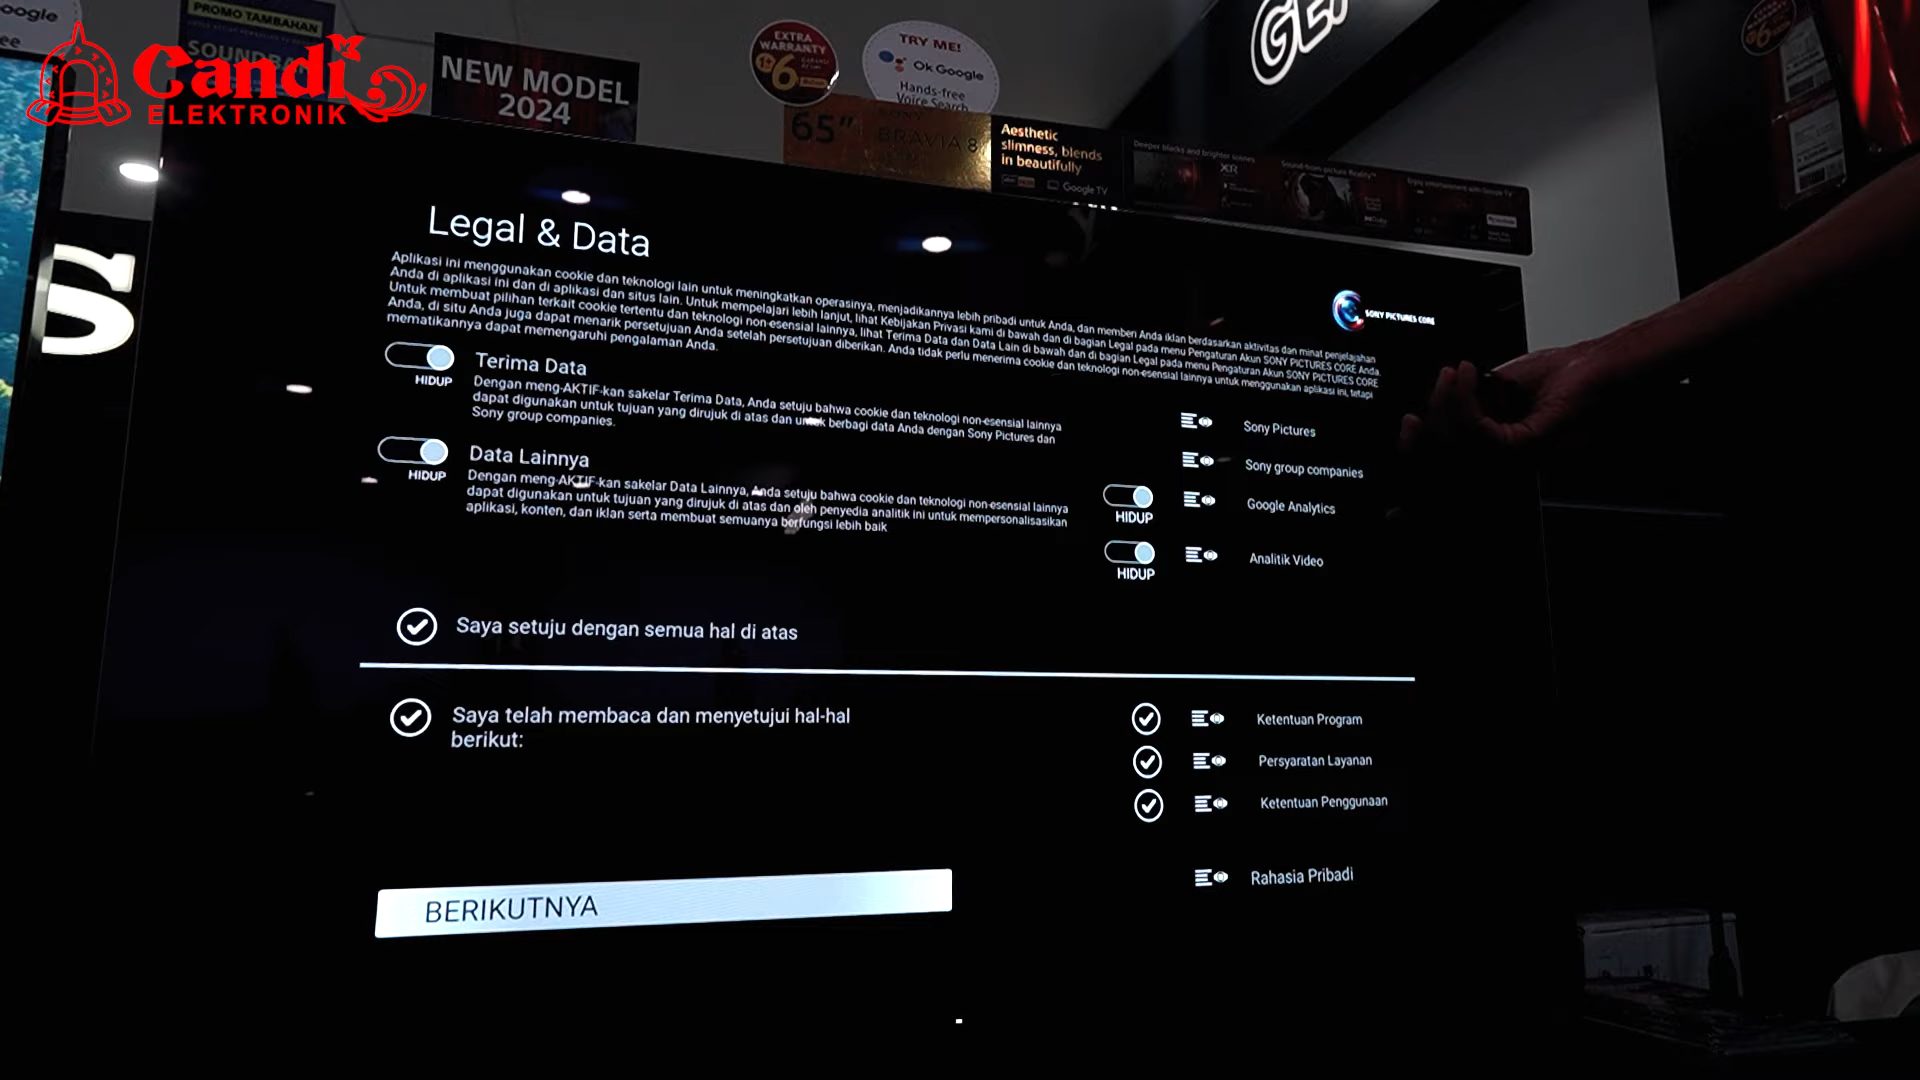 oogle
ee
PROMO TAMBAHAN
SOUNDBA
Candi
ELEKTRONIK
NEW MODEL
2024
EXTRA
WARRANTY
6
TRY ME!
Ok Google
Hands-free
Voice Search
GE
65"
SONY
BRAVIA 8
Aesthetic
slimness, blends
in beautifully
Google TV
Deeper blacks and brighter scenes
XR
S
Legal & Data
Aplikasi ini menggunakan cookie dan teknologi lain untuk meningkatkan operasinya, menjadikannya lebih pribadi untuk Anda, dan memberi Anda iklan berdasarkan aktivitas dan minat penjelajahan
Anda di aplikasi ini dan di aplikasi dan situs lain. Untuk mempelajari lebih lanjut, lihat Kebijakan Privasi kami di bawah dan di bagian Legal pada menu Pengaturan Akun SONY PICTURES CORE Anda.
Untuk membuat pilihan terkait cookie tertentu dan teknologi non-esensial lainnya, lihat Terima Data dan Data Lain di bawah dan di bagian Legal pada menu Pengaturan Akun SONY PICTURES CORE
Anda, di situ Anda juga dapat menarik persetujuan Anda setelah persetujuan diberikan. Anda tidak perlu menerima cookie dan teknologi non-esensial lainnya untuk menggunakan aplikasi ini, tetapi
mematikannya dapat memengaruhi pengalaman Anda.
SONY PICTURES CORE
HIDUP
Terima Data
Dengan meng-AKTIF-kan sakelar Terima Data, Anda setuju bahwa cookie dan teknologi non-esensial lainnya
dapat digunakan untuk tujuan yang dirujuk di atas dan untuk berbagi data Anda dengan Sony Pictures dan
Sony group companies.
Sony Pictures
Sony group companies
HIDUP
Data Lainnya
Dengan meng-AKTIF-kan sakelar Data Lainnya, Anda setuju bahwa cookie dan teknologi non-esensial lainnya
dapat digunakan untuk tujuan yang dirujuk di atas dan oleh penyedia analitik ini untuk mempersonalisasikan
aplikasi, konten, dan iklan serta membuat semuanya berfungsi lebih baik
HIDUP
Google Analytics
HIDUP
Analitik Video
Saya setuju dengan semua hal di atas
Saya telah membaca dan menyetujui hal-hal
berikut:
Ketentuan Program
Persyaratan Layanan
Ketentuan Penggunaan
Rahasia Pribadi
BERIKUTNYA